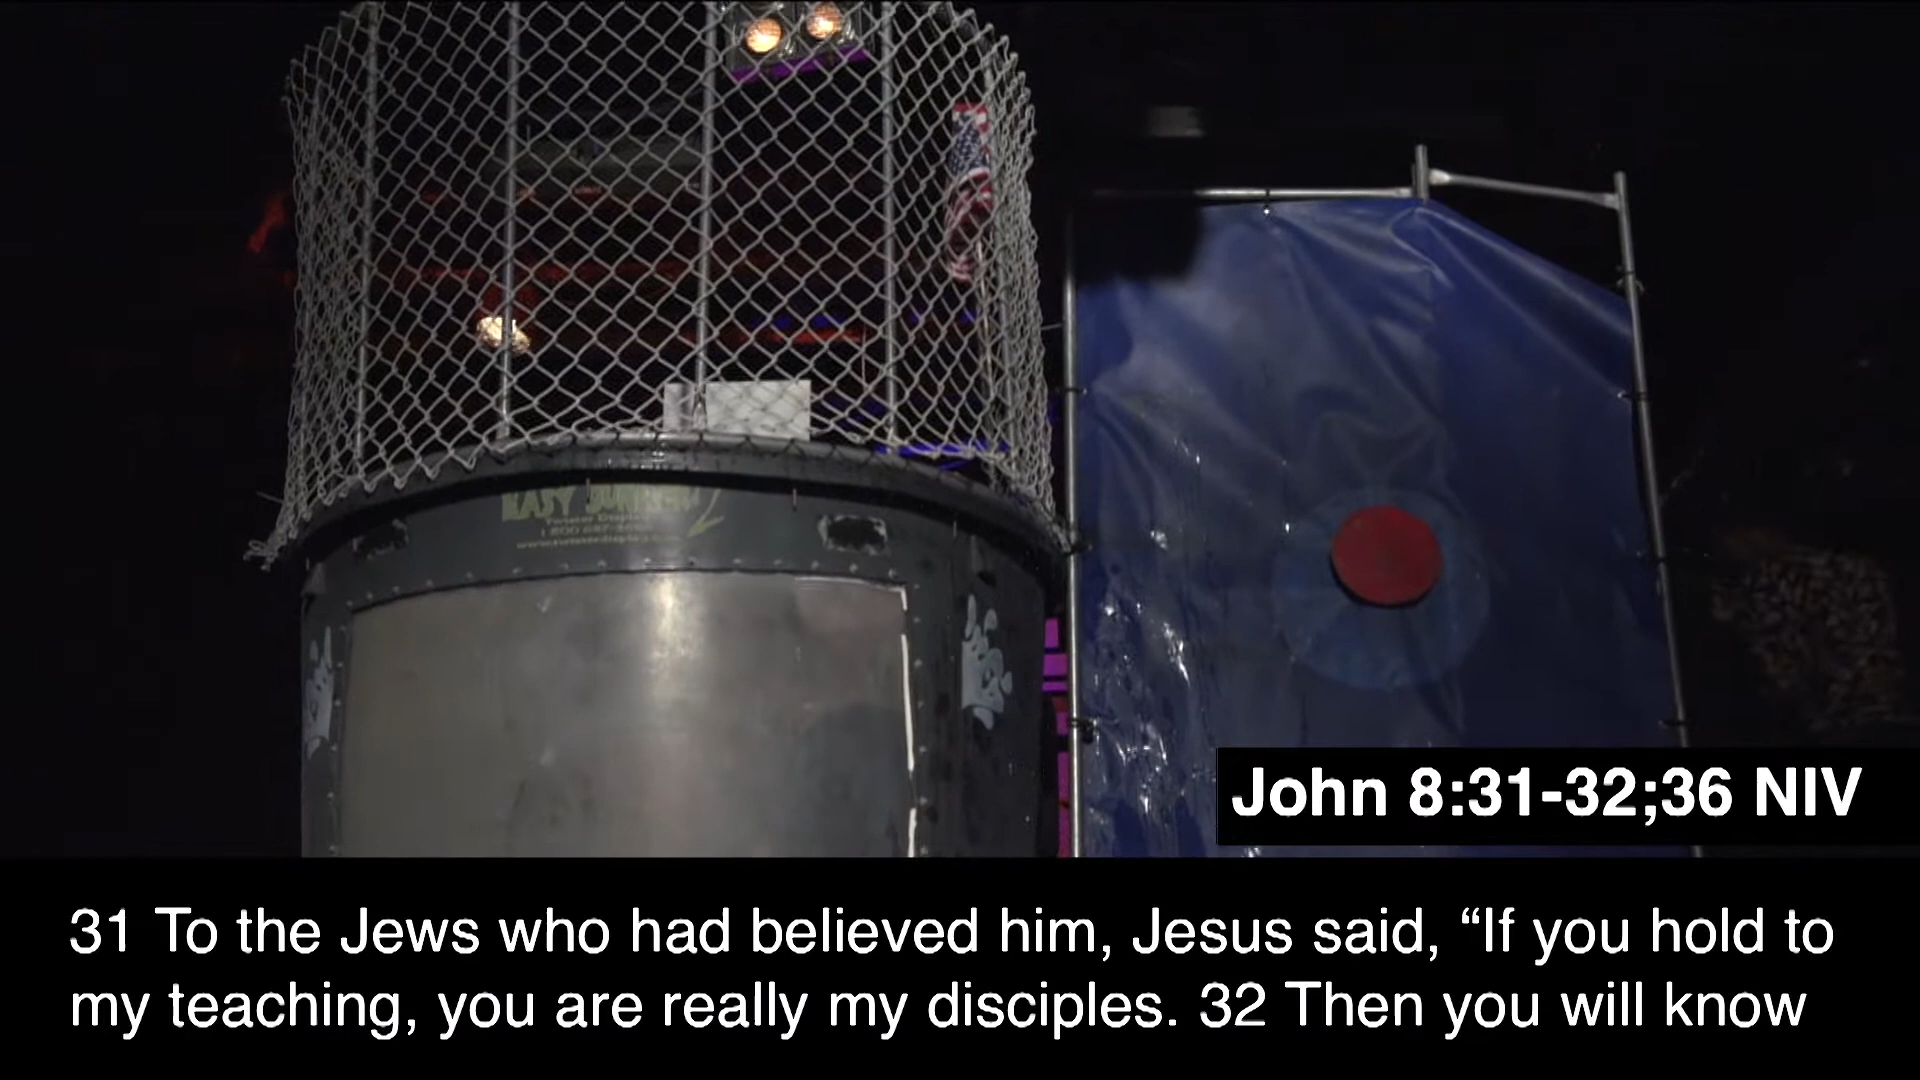 EASY
John 8:31-32;36 NIV
31 To the Jews who had believed him, Jesus said, “If you hold to
my teaching, you are really my disciples. 32 Then you will know